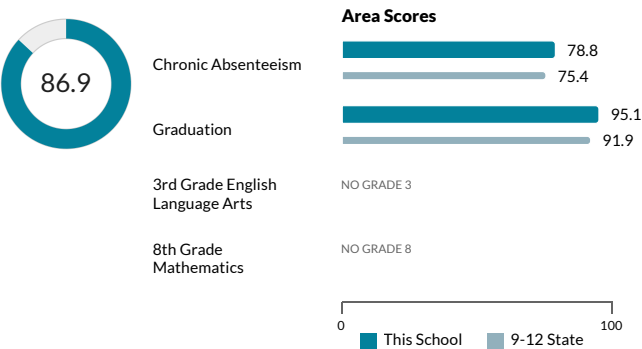 Area Scores
86.9
Chronic Absenteeism
78.8
75.4
Graduation
95.1
91.9
3rd Grade English
Language Arts
NO GRADE 3
8th Grade
Mathematics
NO GRADE 8
0
100
This School
9-12 State